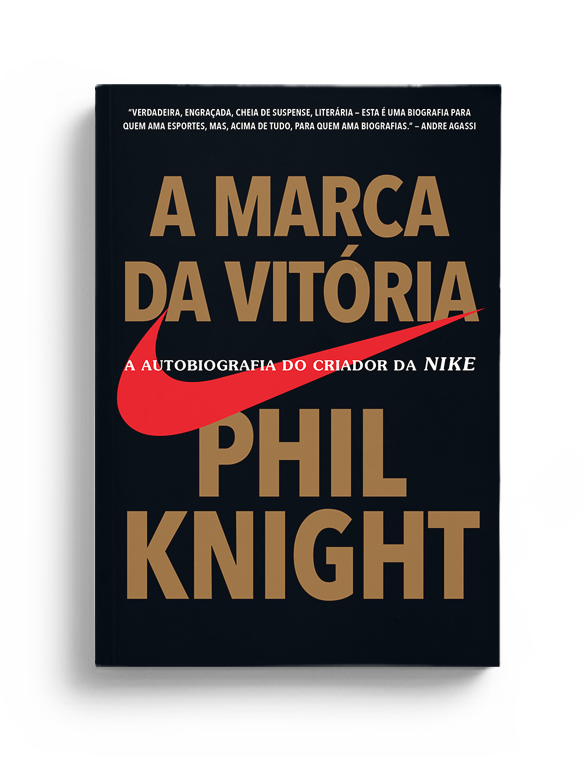 "VERDADEIRA, ENGRAÇADA, CHEIA DE SUSPENSE, LITERÁRIA – ESTA É UMA BIOGRAFIA PARA
QUEM AMA ESPORTES, MAS, ACIMA DE TUDO, PARA QUEM AMA BIOGRAFIAS." – ANDRE AGASSI
A MARCA
DA VITÓRIA
A AUTOBIOGRAFIA DO CRIADOR DA NIKE
PHIL
KNIGHT